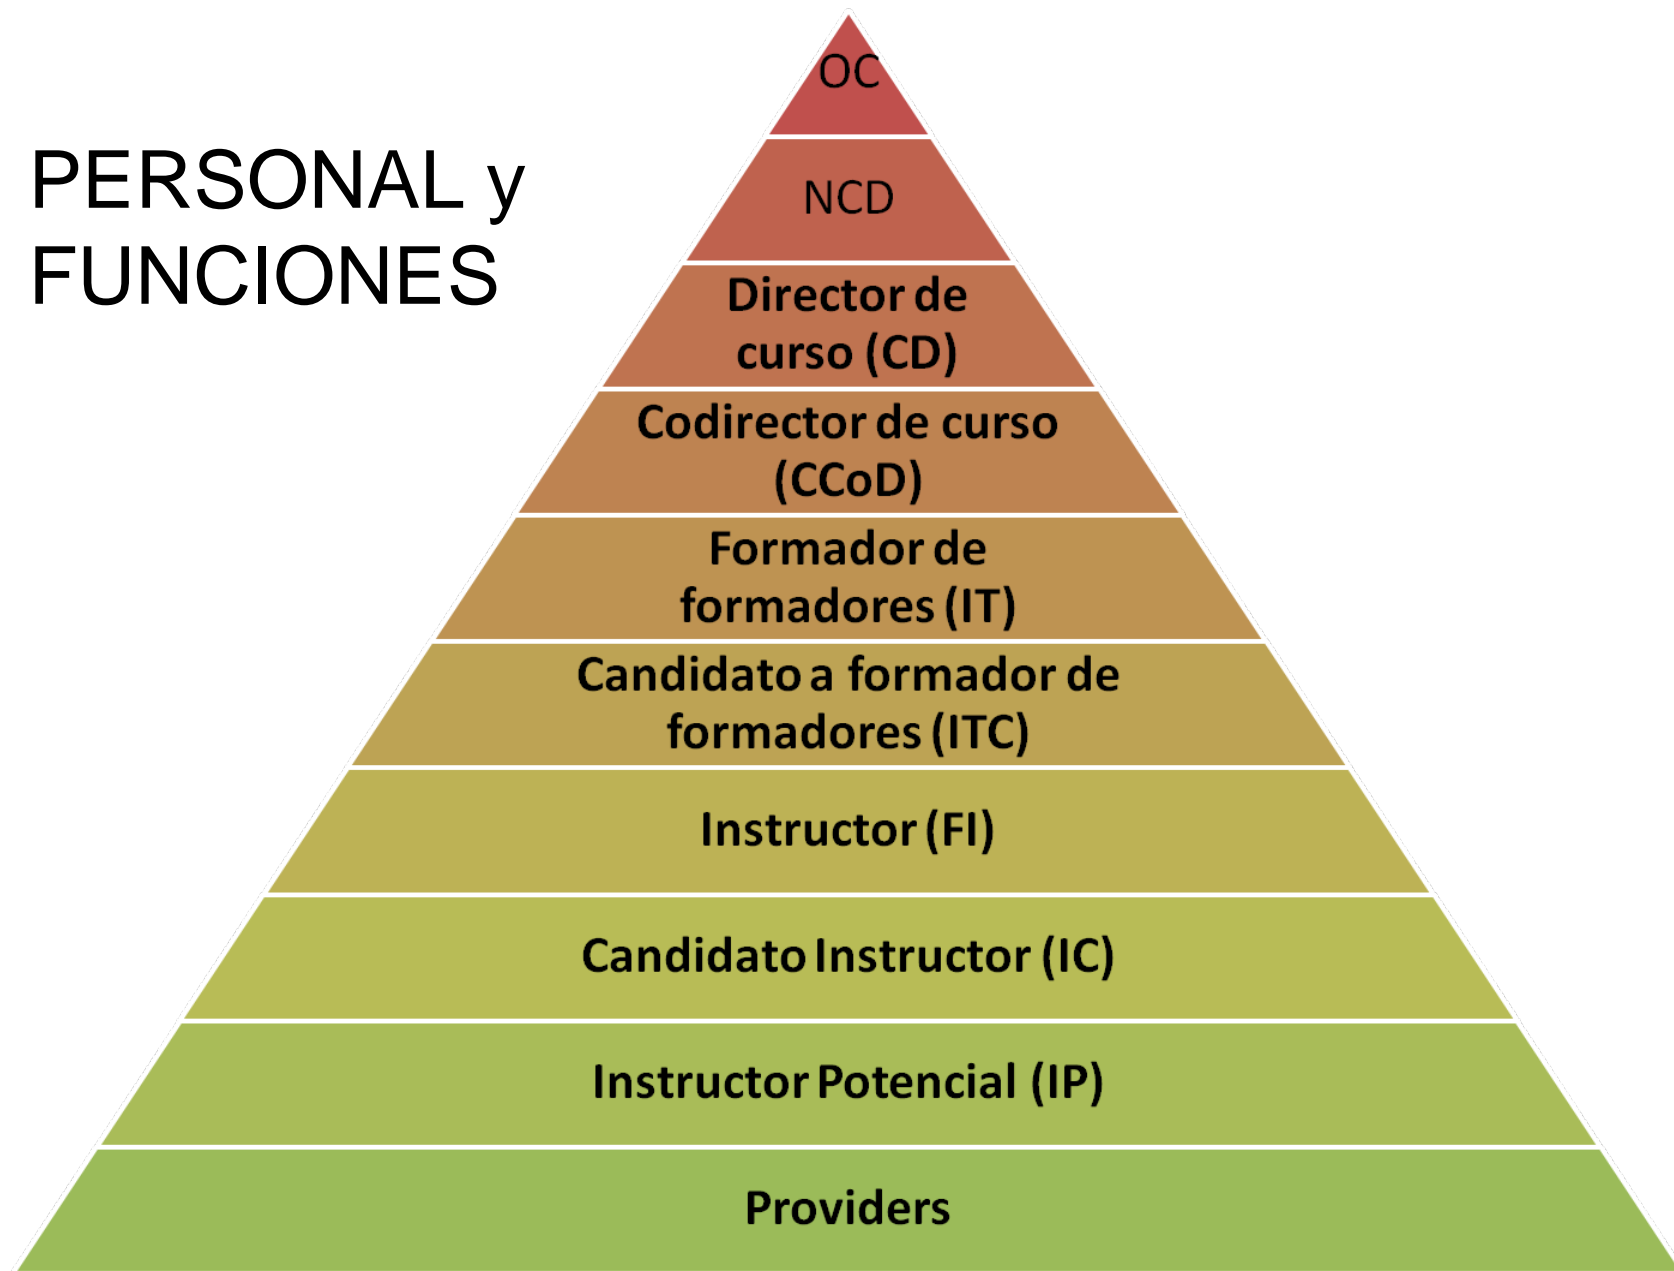 PERSONAL y
FUNCIONES
OC
NCD
Director de
curso (CD)
Codirector de curso
(CCoD)
Formador de
formadores (IT)
Candidato a formador de
formadores (ITC)
Instructor (FI)
Candidato Instructor (IC)
Instructor Potencial (IP)
Providers